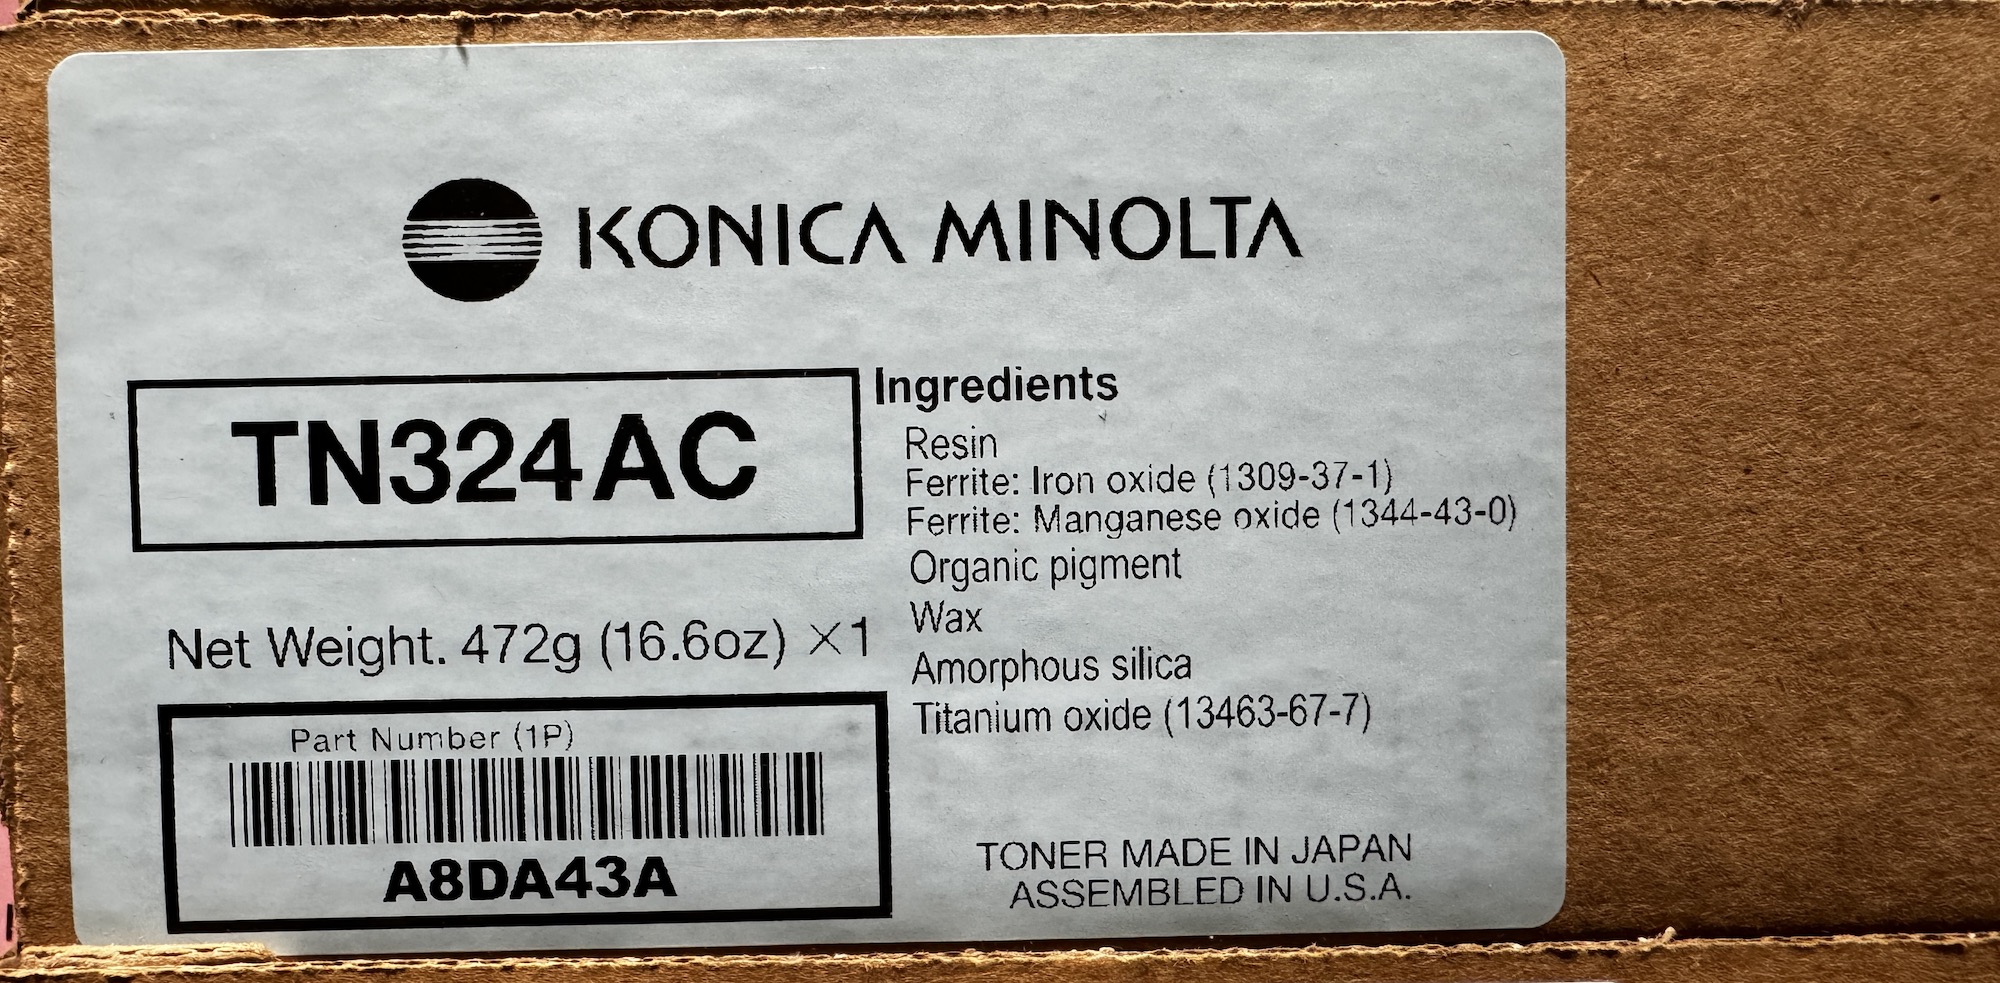 KONICA MINOLTA
TN324AC
Net Weight. 472g (16.6oz) ×1
Part Number (1P)
A8DA43A
Ingredients
Resin
Ferrite: Iron oxide (1309-37-1)
Ferrite: Manganese oxide (1344-43-0)
Organic pigment
Wax
Amorphous silica
Titanium oxide (13463-67-7)
TONER MADE IN JAPAN
ASSEMBLED IN U.S.A.